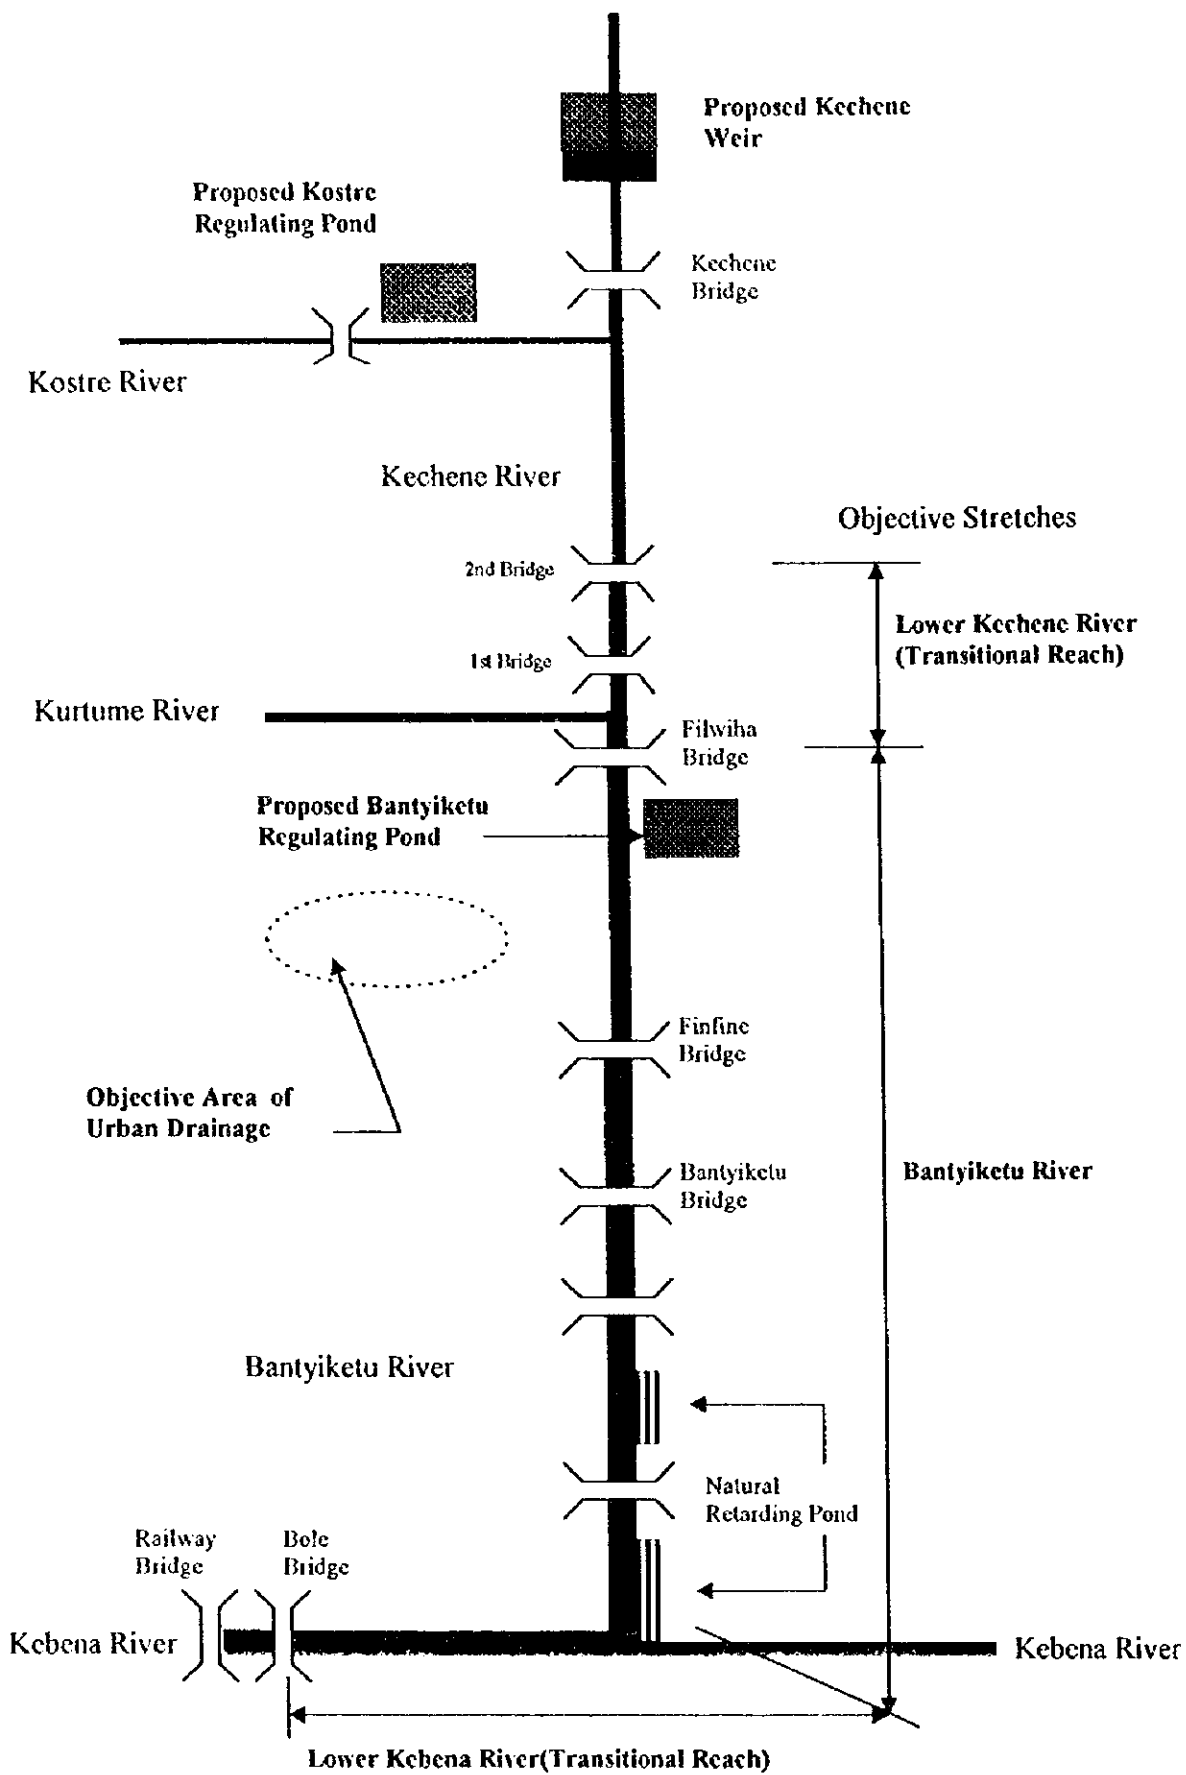 Proposed Kechene
Weir
Proposed Kostre
Regulating Pond
Kechene
Bridge
Kostre River
Kechene River
Objective Stretches
2nd Bridge
Lower Kechene River
(Transitional Reach)
1st Bridge
Kurtume River
Filwiha
Bridge
Proposed Bantyiketu
Regulating Pond
Finfine
Bridge
Objective Area of
Urban Drainage
Bantyiketu
Bridge
Bantyiketu River
Bantyiketu River
Natural
Retarding Pond
Railway
Bridge
Bole
Bridge
Kebena River
Kebena River
Lower Kebena River(Transitional Reach)